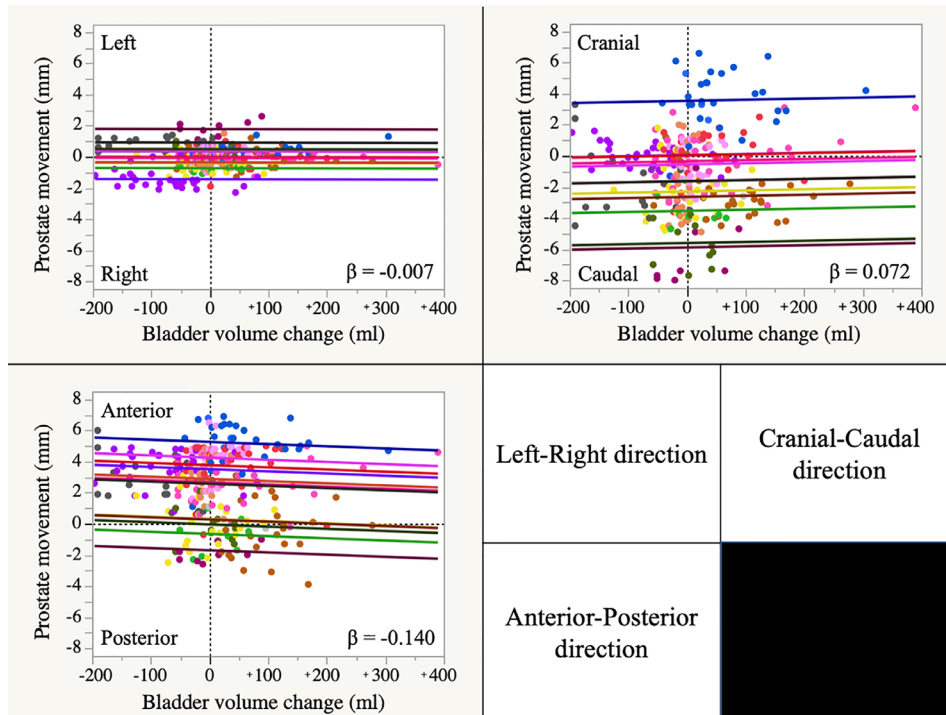 8
6
4
2
0
-2
-4
-6
-8
Prostate movement (mm)
Left
Right
β = -0.007
-200
-100
0
+100
+200
+300
+400
Bladder volume change (ml)
8
6
4
2
0
-2
-4
-6
-8
Prostate movement (mm)
Cranial
Caudal
β = 0.072
-200
-100
0
+100
+200
+300
+400
Bladder volume change (ml)
8
6
4
2
0
-2
-4
-6
-8
Prostate movement (mm)
Anterior
Posterior
β = -0.140
-200
-100
0
+100
+200
+300
+400
Bladder volume change (ml)
Left-Right direction
Cranial-Caudal
direction
Anterior-Posterior
direction